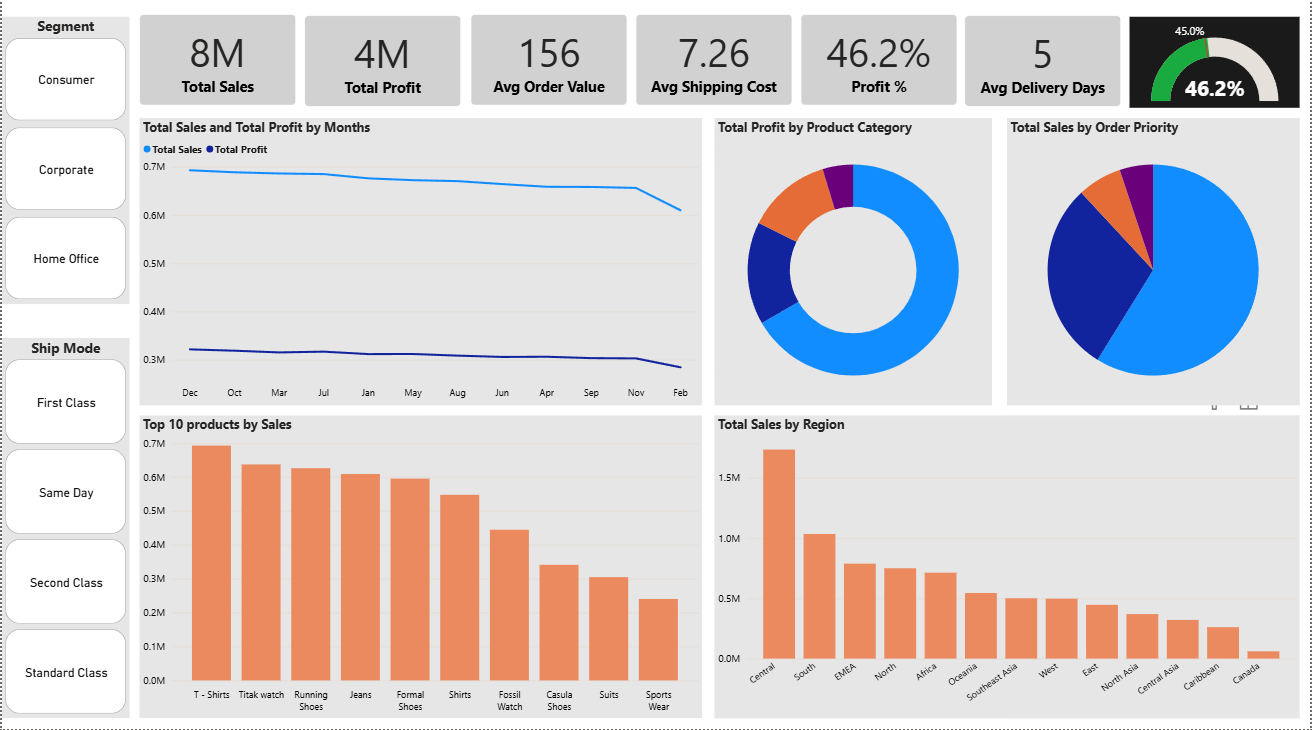 Segment
Consumer
Corporate
Home Office
Ship Mode
First Class
Same Day
Second Class
Standard Class
8M
Total Sales
4M
Total Profit
156
Avg Order Value
7.26
Avg Shipping Cost
46.2%
Profit %
5
Avg Delivery Days
45.0%
46.2%
Total Sales and Total Profit by Months
Total Sales Total Profit
0.7M
0.6M
0.5M
0.4M
0.3M
Dec Oct Mar Jul Jan May Aug Jun Apr Sep Nov Feb
Total Profit by Product Category
Total Sales by Order Priority
Top 10 products by Sales
0.7M
0.6M
0.5M
0.4M
0.3M
0.2M
0.1M
0.0M
T - Shirts Titak watch Running Jeans Formal Shirts Fossil Casula Suits Sports
Shoes Shoes Watch Shoes Wear
Total Sales by Region
1.5M
1.0M
0.5M
0.0M
Central South EMEA North Africa Oceania Southeast Asia West East North Asia Central Asia Caribbean Canada